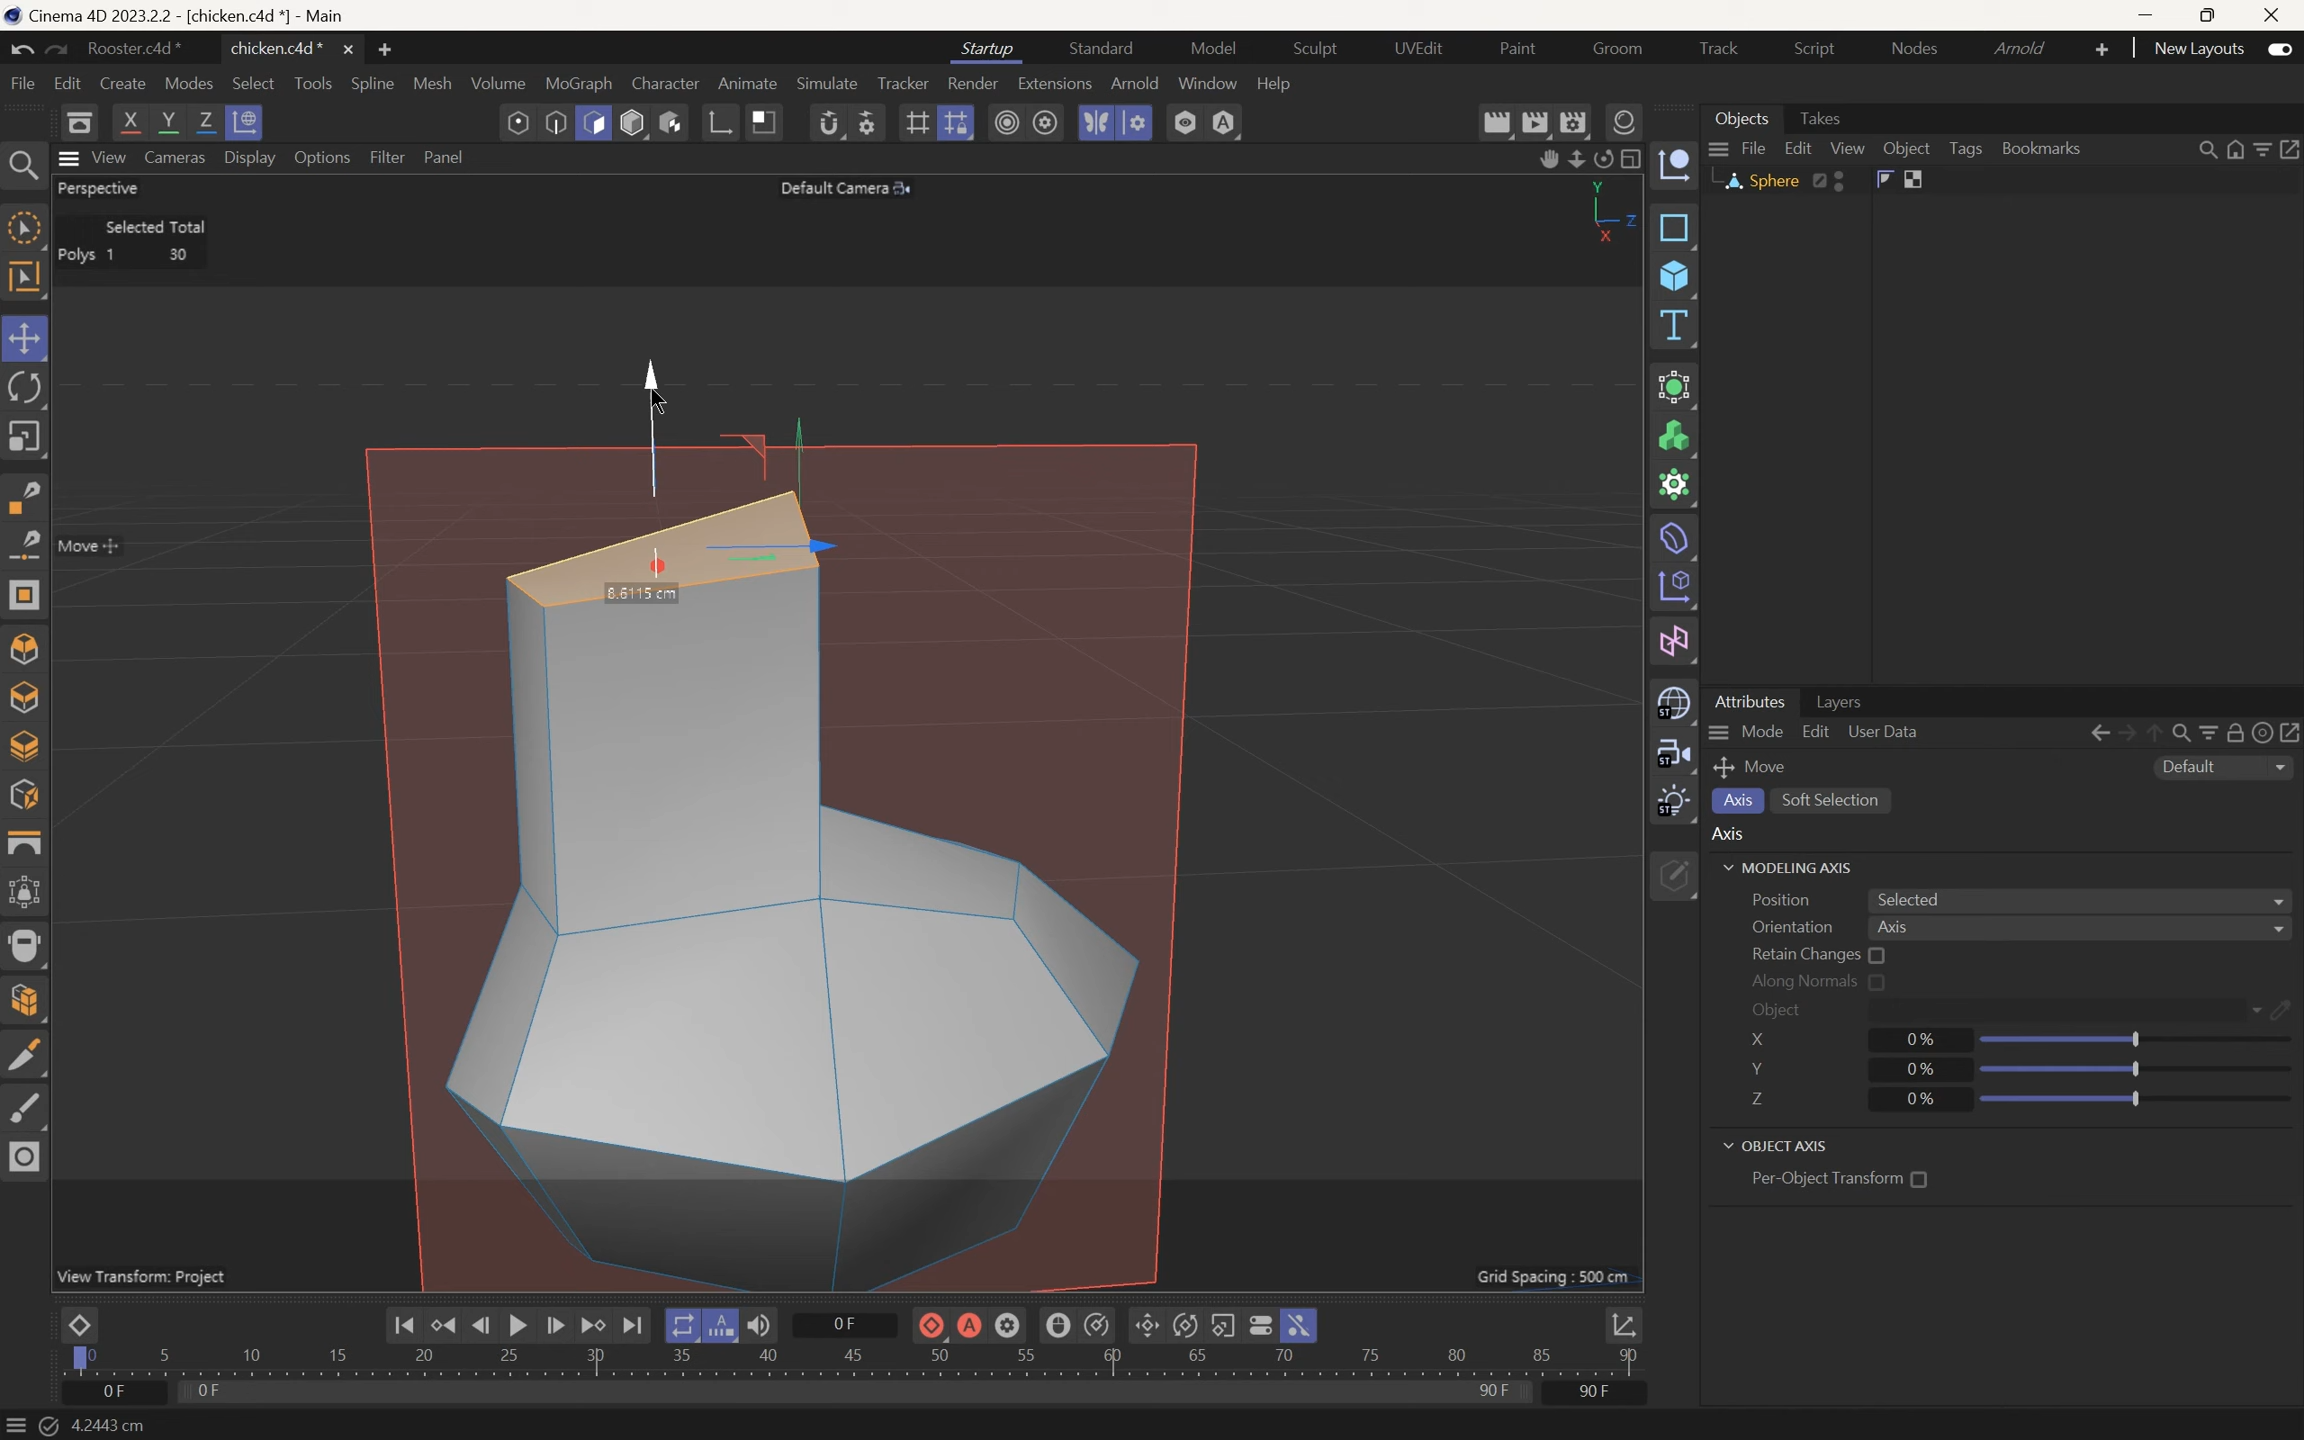 Cinema 4D 2023.2.2 - [chicken.c4d *] - Main
Rooster.c4d *
chicken.c4d *
Startup
Standard
Model
Sculpt
UVEdit
Paint
Groom
Track
Script
Nodes
Arnold
New Layouts
File Edit Create Modes Select Tools Spline Mesh Volume MoGraph Character Animate Simulate Tracker Render Extensions Arnold Window Help
X Y Z
Objects Takes
View Cameras Display Options Filter Panel
File Edit View Object Tags Bookmarks
Perspective
Default Camera
Y
Z
X
Sphere
Selected Total
Polys 1 30
Move
8.6115 cm
ST
ST
ST
Attributes Layers
Mode Edit User Data
Move
Default
Axis Soft Selection
Axis
MODELING AXIS
Position Selected
Orientation Axis
Retain Changes
Along Normals
Object
X 0 %
Y 0 %
Z 0 %
OBJECT AXIS
Per-Object Transform
View Transform: Project
Grid Spacing : 500 cm
A
0 F
A
0 5 10 15 20 25 30 35 40 45 50 55 60 65 70 75 80 85 90
0 F
0 F
90 F
90 F
4.2443 cm